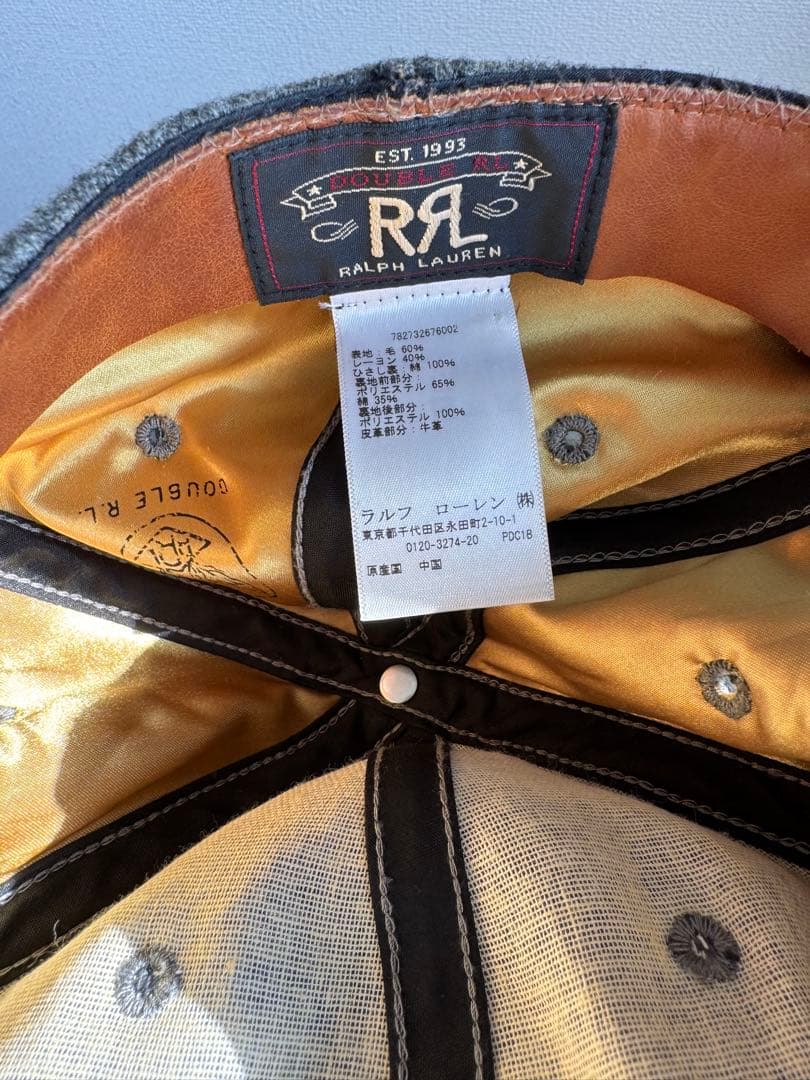 EST. 1993
DOUBLE RL
RRL
RALPH LAUREN
782732676002
表地:毛 60%
レーヨン 40%
ひさし裏:綿 100%
裏地前部分:
ポリエステル 65%
綿 35%
裏地後部分:
ポリエステル 100%
皮革部分:牛革
ラルフ ローレン ㈱
東京都千代田区永田町2-10-1
0120-3274-20 PDC18
原産国 中国
DOUBLE R.L.